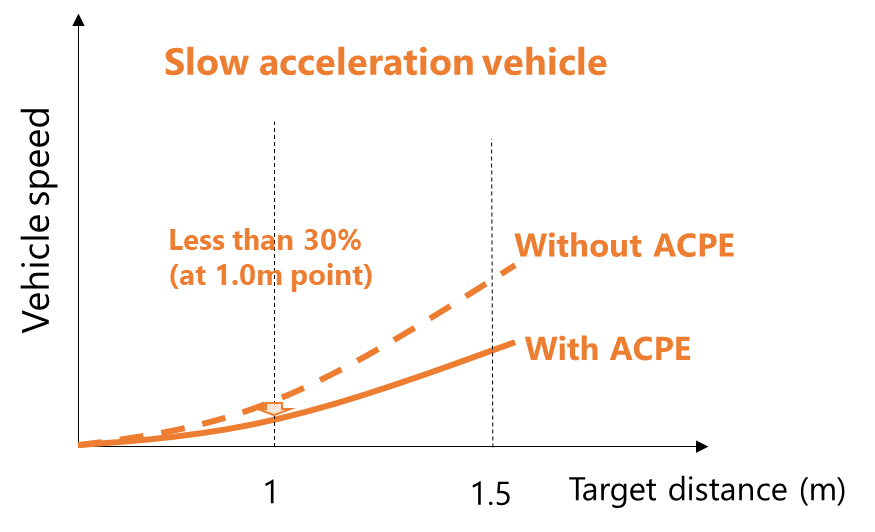 Slow acceleration vehicle
Vehicle speed
Less than 30%
(at 1.0m point)
Without ACPE
With ACPE
1
1.5
Target distance (m)